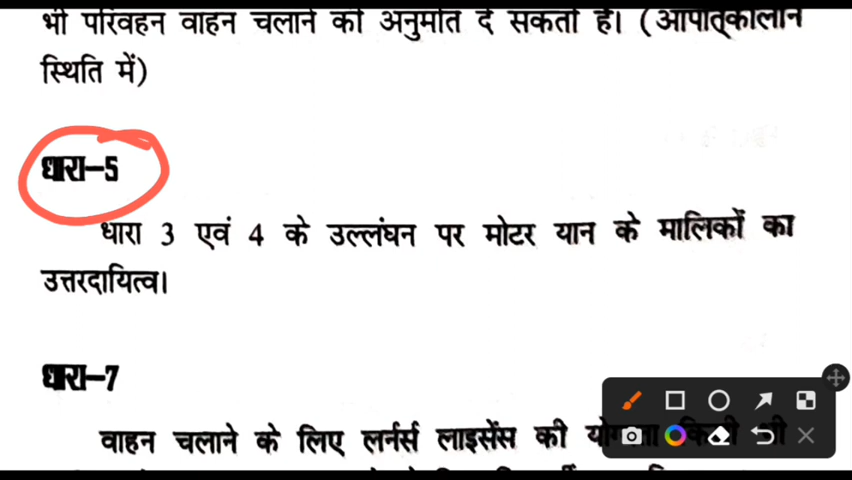 भी परिवहन वाहन चलाने की अनुमति दे सकती है। (आपात्कालीन
स्थिति में)
धारा–5
धारा 3 एवं 4 के उल्लंघन पर मोटर यान के मालिकों का
उत्तरदायित्व।
धारा–7
वाहन चलाने के लिए लर्नर्स लाइसेंस की योग्यता किसी भी